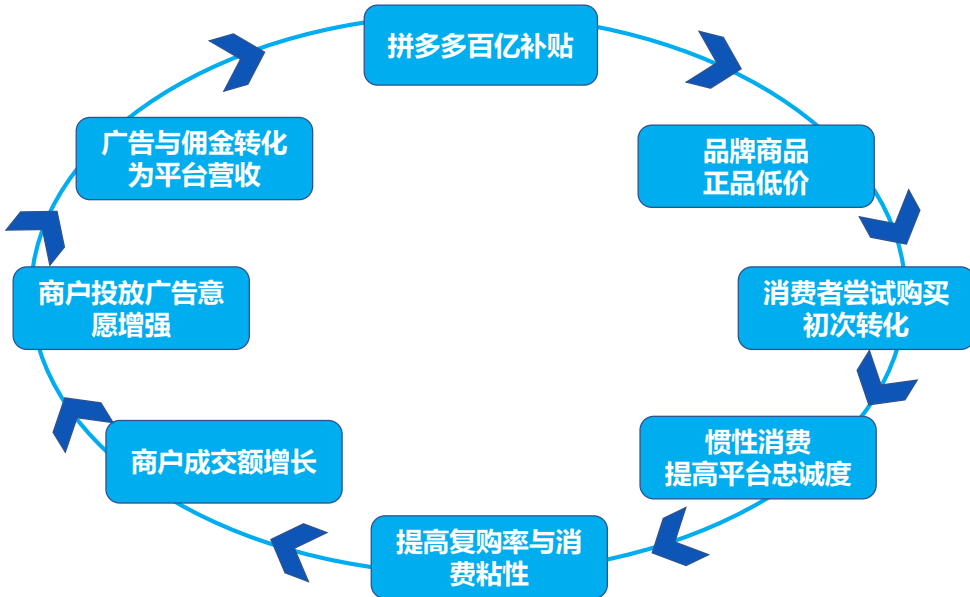 拼多多百亿补贴
品牌商品
正品低价
消费者尝试购买
初次转化
惯性消费
提高平台忠诚度
提高复购率与消
费粘性
商户成交额增长
商户投放广告意
愿增强
广告与佣金转化
为平台营收